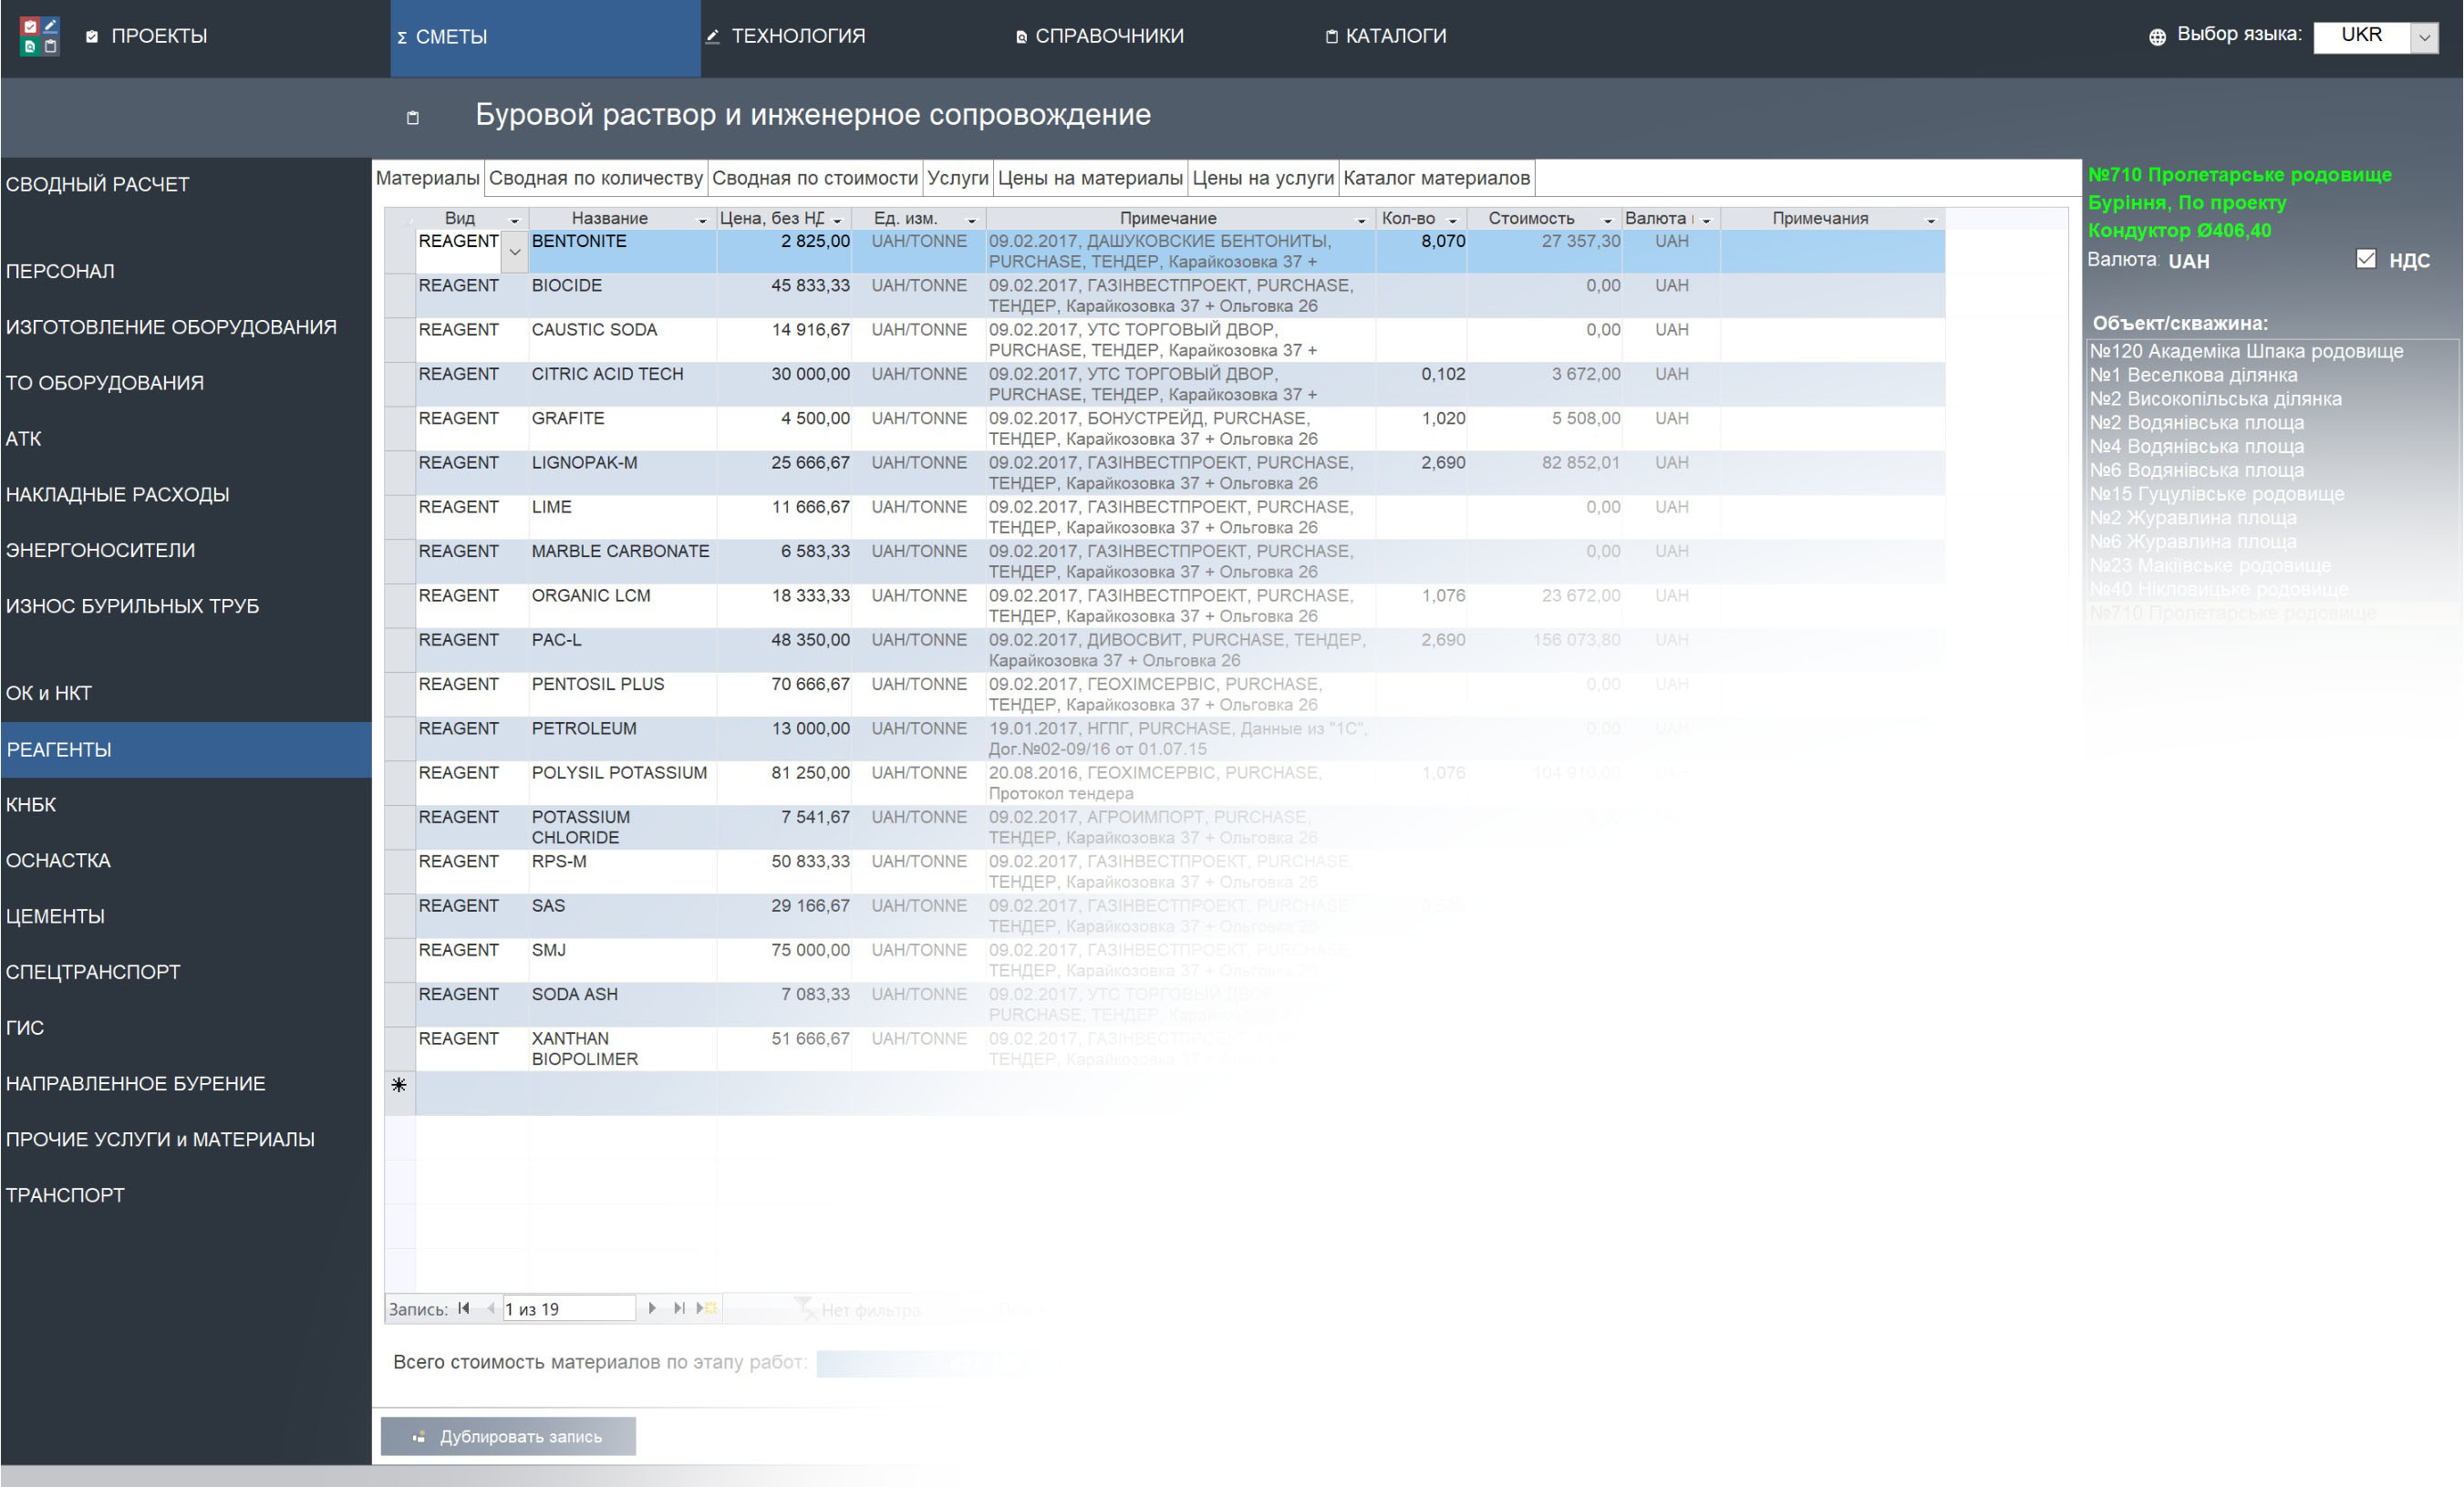 ПРОЕКТЫ
Σ СМЕТЫ
ТЕХНОЛОГИЯ
СПРАВОЧНИКИ
КАТАЛОГИ
Выбор языка: UKR
Буровой раствор и инженерное сопровождение
СВОДНЫЙ РАСЧЕТ
ПЕРСОНАЛ
ИЗГОТОВЛЕНИЕ ОБОРУДОВАНИЯ
ТО ОБОРУДОВАНИЯ
АТК
НАКЛАДНЫЕ РАСХОДЫ
ЭНЕРГОНОСИТЕЛИ
ИЗНОС БУРИЛЬНЫХ ТРУБ
ОК и НКТ
РЕАГЕНТЫ
КНБК
ОСНАСТКА
ЦЕМЕНТЫ
СПЕЦТРАНСПОРТ
ГИС
НАПРАВЛЕННОЕ БУРЕНИЕ
ПРОЧИЕ УСЛУГИ и МАТЕРИАЛЫ
ТРАНСПОРТ
Материалы Сводная по количеству Сводная по стоимости Услуги Цены на материалы Цены на услуги Каталог материалов
Вид Название Цена, без НД Ед. изм. Примечание Кол-во Стоимость Валюта Примечания
REAGENT BENTONITE 2 825,00 UAH/TONNE 09.02.2017, ДАШУКОВСКИЕ БЕНТОНИТЫ, 8,070 27 357,30 UAH
PURCHASE, ТЕНДЕР, Карайкозовка 37 +
REAGENT BIOCIDE 45 833,33 UAH/TONNE 09.02.2017, ГАЗІНВЕСТПРОЕКТ, PURCHASE, 0,00 UAH
ТЕНДЕР, Карайкозовка 37 + Ольговка 26
REAGENT CAUSTIC SODA 14 916,67 UAH/TONNE 09.02.2017, УТС ТОРГОВЫЙ ДВОР, 0,00 UAH
PURCHASE, ТЕНДЕР, Карайкозовка 37 +
REAGENT CITRIC ACID TECH 30 000,00 UAH/TONNE 09.02.2017, УТС ТОРГОВЫЙ ДВОР, 0,102 3 672,00 UAH
PURCHASE, ТЕНДЕР, Карайкозовка 37 +
REAGENT GRAFITE 4 500,00 UAH/TONNE 09.02.2017, БОНУСТРЕЙД, PURCHASE, 1,020 5 508,00 UAH
ТЕНДЕР, Карайкозовка 37 + Ольговка 26
REAGENT LIGNOPAK-M 25 666,67 UAH/TONNE 09.02.2017, ГАЗІНВЕСТПРОЕКТ, PURCHASE, 2,690 82 852,01 UAH
ТЕНДЕР, Карайкозовка 37 + Ольговка 26
REAGENT LIME 11 666,67 UAH/TONNE 09.02.2017, ГАЗІНВЕСТПРОЕКТ, PURCHASE, 0,00 UAH
ТЕНДЕР, Карайкозовка 37 + Ольговка 26
REAGENT MARBLE CARBONATE 6 583,33 UAH/TONNE 09.02.2017, ГАЗІНВЕСТПРОЕКТ, PURCHASE, 0,00 UAH
ТЕНДЕР, Карайкозовка 37 + Ольговка 26
REAGENT ORGANIC LCM 18 333,33 UAH/TONNE 09.02.2017, ГАЗІНВЕСТПРОЕКТ, PURCHASE, 1,076 23 672,00 UAH
ТЕНДЕР, Карайкозовка 37 + Ольговка 26
REAGENT PAC-L 48 350,00 UAH/TONNE 09.02.2017, ДИВОСВИТ, PURCHASE, ТЕНДЕР, 2,690 156 073,80 UAH
Карайкозовка 37 + Ольговка 26
REAGENT PENTOSIL PLUS 70 666,67 UAH/TONNE 09.02.2017, ГЕОХІМСЕРВІС, PURCHASE, 0,00 UAH
ТЕНДЕР, Карайкозовка 37 + Ольговка 26
REAGENT PETROLEUM 13 000,00 UAH/TONNE 19.01.2017, НГПГ, PURCHASE, Данные из "1С", 0,00 UAH
Дог.№02-09/16 от 01.07.15
REAGENT POLYSIL POTASSIUM 81 250,00 UAH/TONNE 20.08.2016, ГЕОХІМСЕРВІС, PURCHASE, 1,076 104 910,00
Протокол тендера
REAGENT POTASSIUM 7 541,67 UAH/TONNE 09.02.2017, АГРОИМПОРТ, PURCHASE,
CHLORIDE ТЕНДЕР, Карайкозовка 37 + Ольговка 26
REAGENT RPS-M 50 833,33 UAH/TONNE 09.02.2017, ГАЗІНВЕСТПРОЕКТ, PURCHASE,
ТЕНДЕР, Карайкозовка 37 + Ольговка 26
REAGENT SAS 29 166,67 UAH/TONNE 09.02.2017, ГАЗІНВЕСТПРОЕКТ, PURCHASE
ТЕНДЕР, Карайкозовка 37 + Ольговка 26
REAGENT SMJ 75 000,00 UAH/TONNE 09.02.2017, ГАЗІНВЕСТПРОЕКТ, PURCHASE,
ТЕНДЕР, Карайкозовка 37 + Ольговка 26
REAGENT SODA ASH 7 083,33 UAH/TONNE 09.02.2017, УТС ТОРГОВЫЙ ДВОР
PURCHASE, ТЕНДЕР,
REAGENT XANTHAN 51 666,67 UAH/TONNE 09.02.2017,
BIOPOLIMER ТЕНДЕР,
Запись: 1 из 19 Нет фильтра
Всего стоимость материалов по этапу работ:
Дублировать запись
№710 Пролетарське родовище
Буріння, По проекту
Кондуктор Ø406,40
Валюта: UAH НДС
Объект/скважина:
№120 Академіка Шпака родовище
№1 Веселкова ділянка
№2 Високопільська ділянка
№2 Водянівська площа
№4 Водянівська площа
№6 Водянівська площа
№15 Гуцулівське родовище
№2 Журавлина площа
№6 Журавлина площа
№23 Макіївське родовище
№40 Нікловицьке родовище
№710 Пролетарське родовище